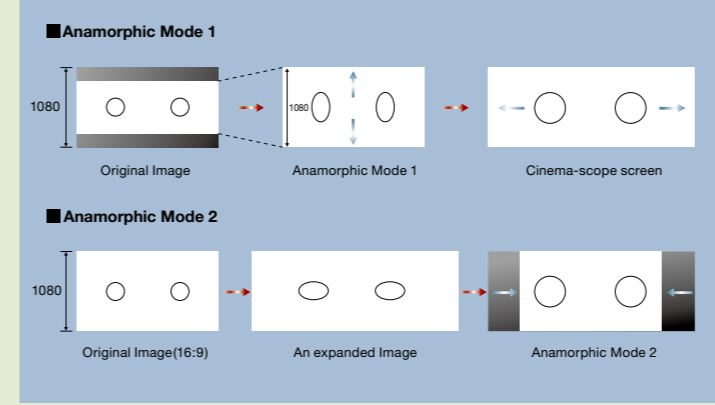 ■Anamorphic Mode 1
1080
1080
Original Image
Anamorphic Mode 1
Cinema-scope screen
■Anamorphic Mode 2
1080
Original Image(16:9)
An expanded Image
Anamorphic Mode 2